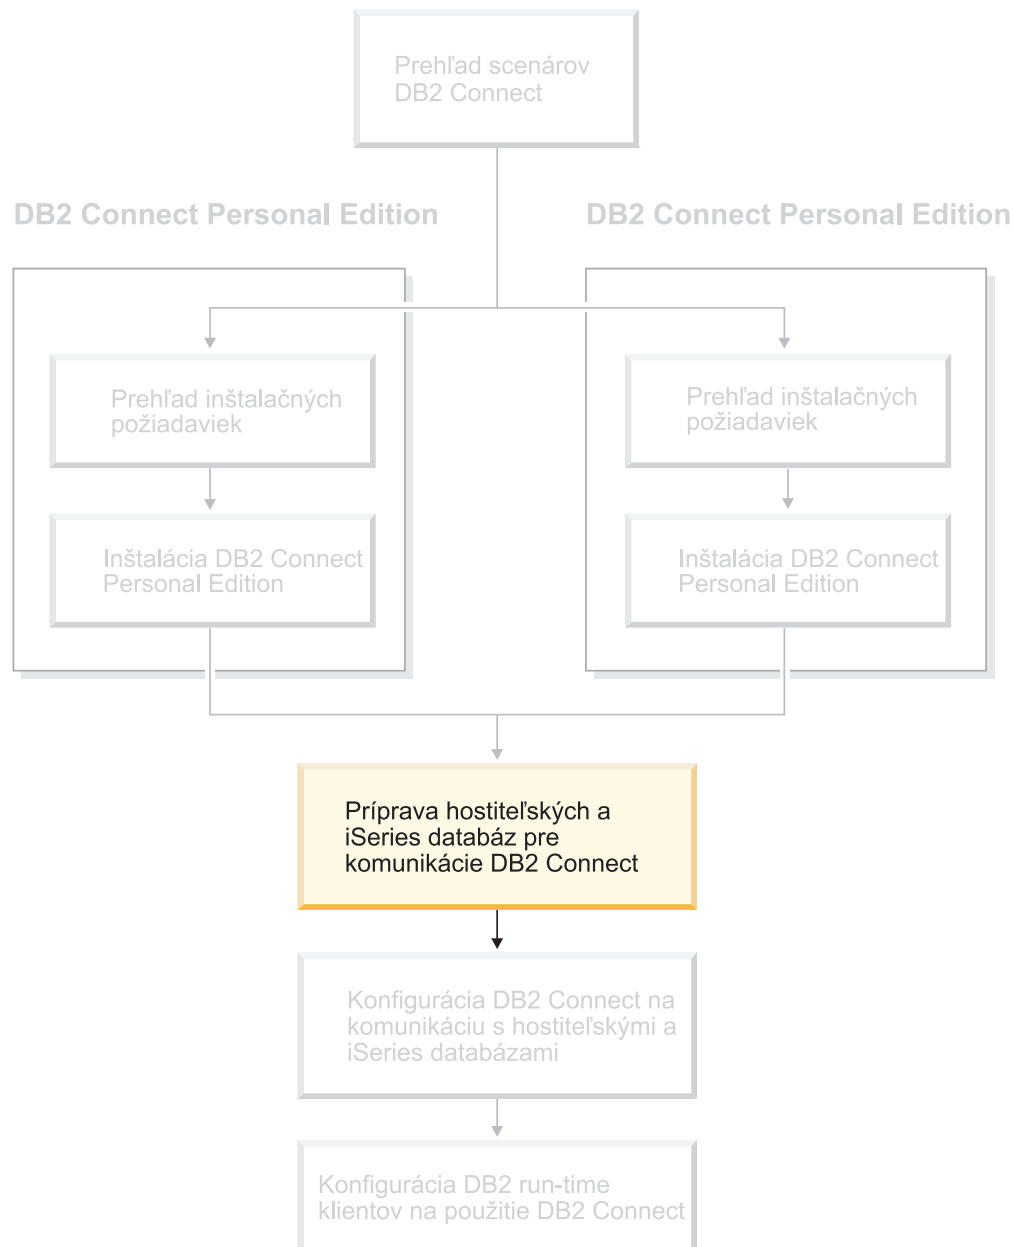 Prehľad scenárov
DB2 Connect
DB2 Connect Personal Edition
DB2 Connect Personal Edition
Prehľad inštalačných
požiadaviek
Prehľad inštalačných
požiadaviek
Inštalácia DB2 Connect
Personal Edition
Inštalácia DB2 Connect
Personal Edition
Príprava hostiteľských a
iSeries databáz pre
komunikácie DB2 Connect
Konfigurácia DB2 Connect na
komunikáciu s hostiteľskými a
iSeries databázami
Konfigurácia DB2 run-time
klientov na použitie DB2 Connect